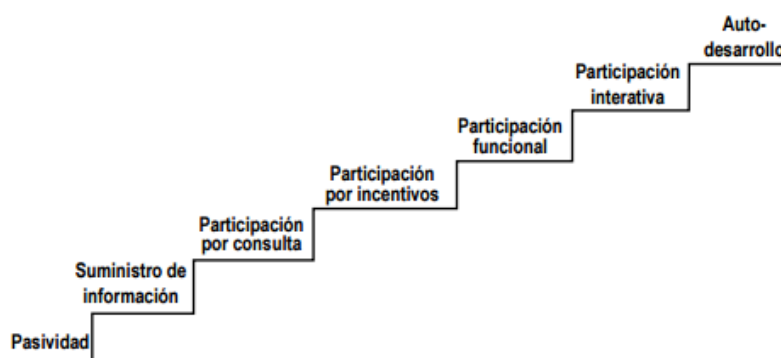 Auto-
desarrollo
Participación
interativa
Participación
funcional
Participación
por incentivos
Participación
por consulta
Suministro de
información
Pasividad